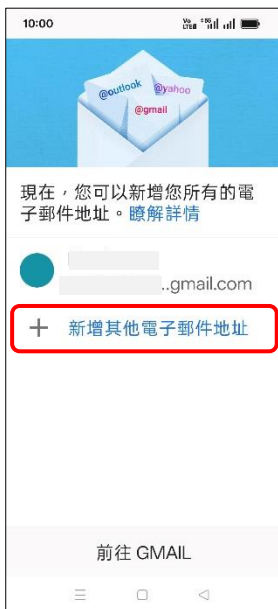 10:00
@outlook
@yahoo
@gmail
現在，您可以新增您所有的電
子郵件地址。瞭解詳情
..gmail.com
+ 新增其他電子郵件地址
前往 GMAIL